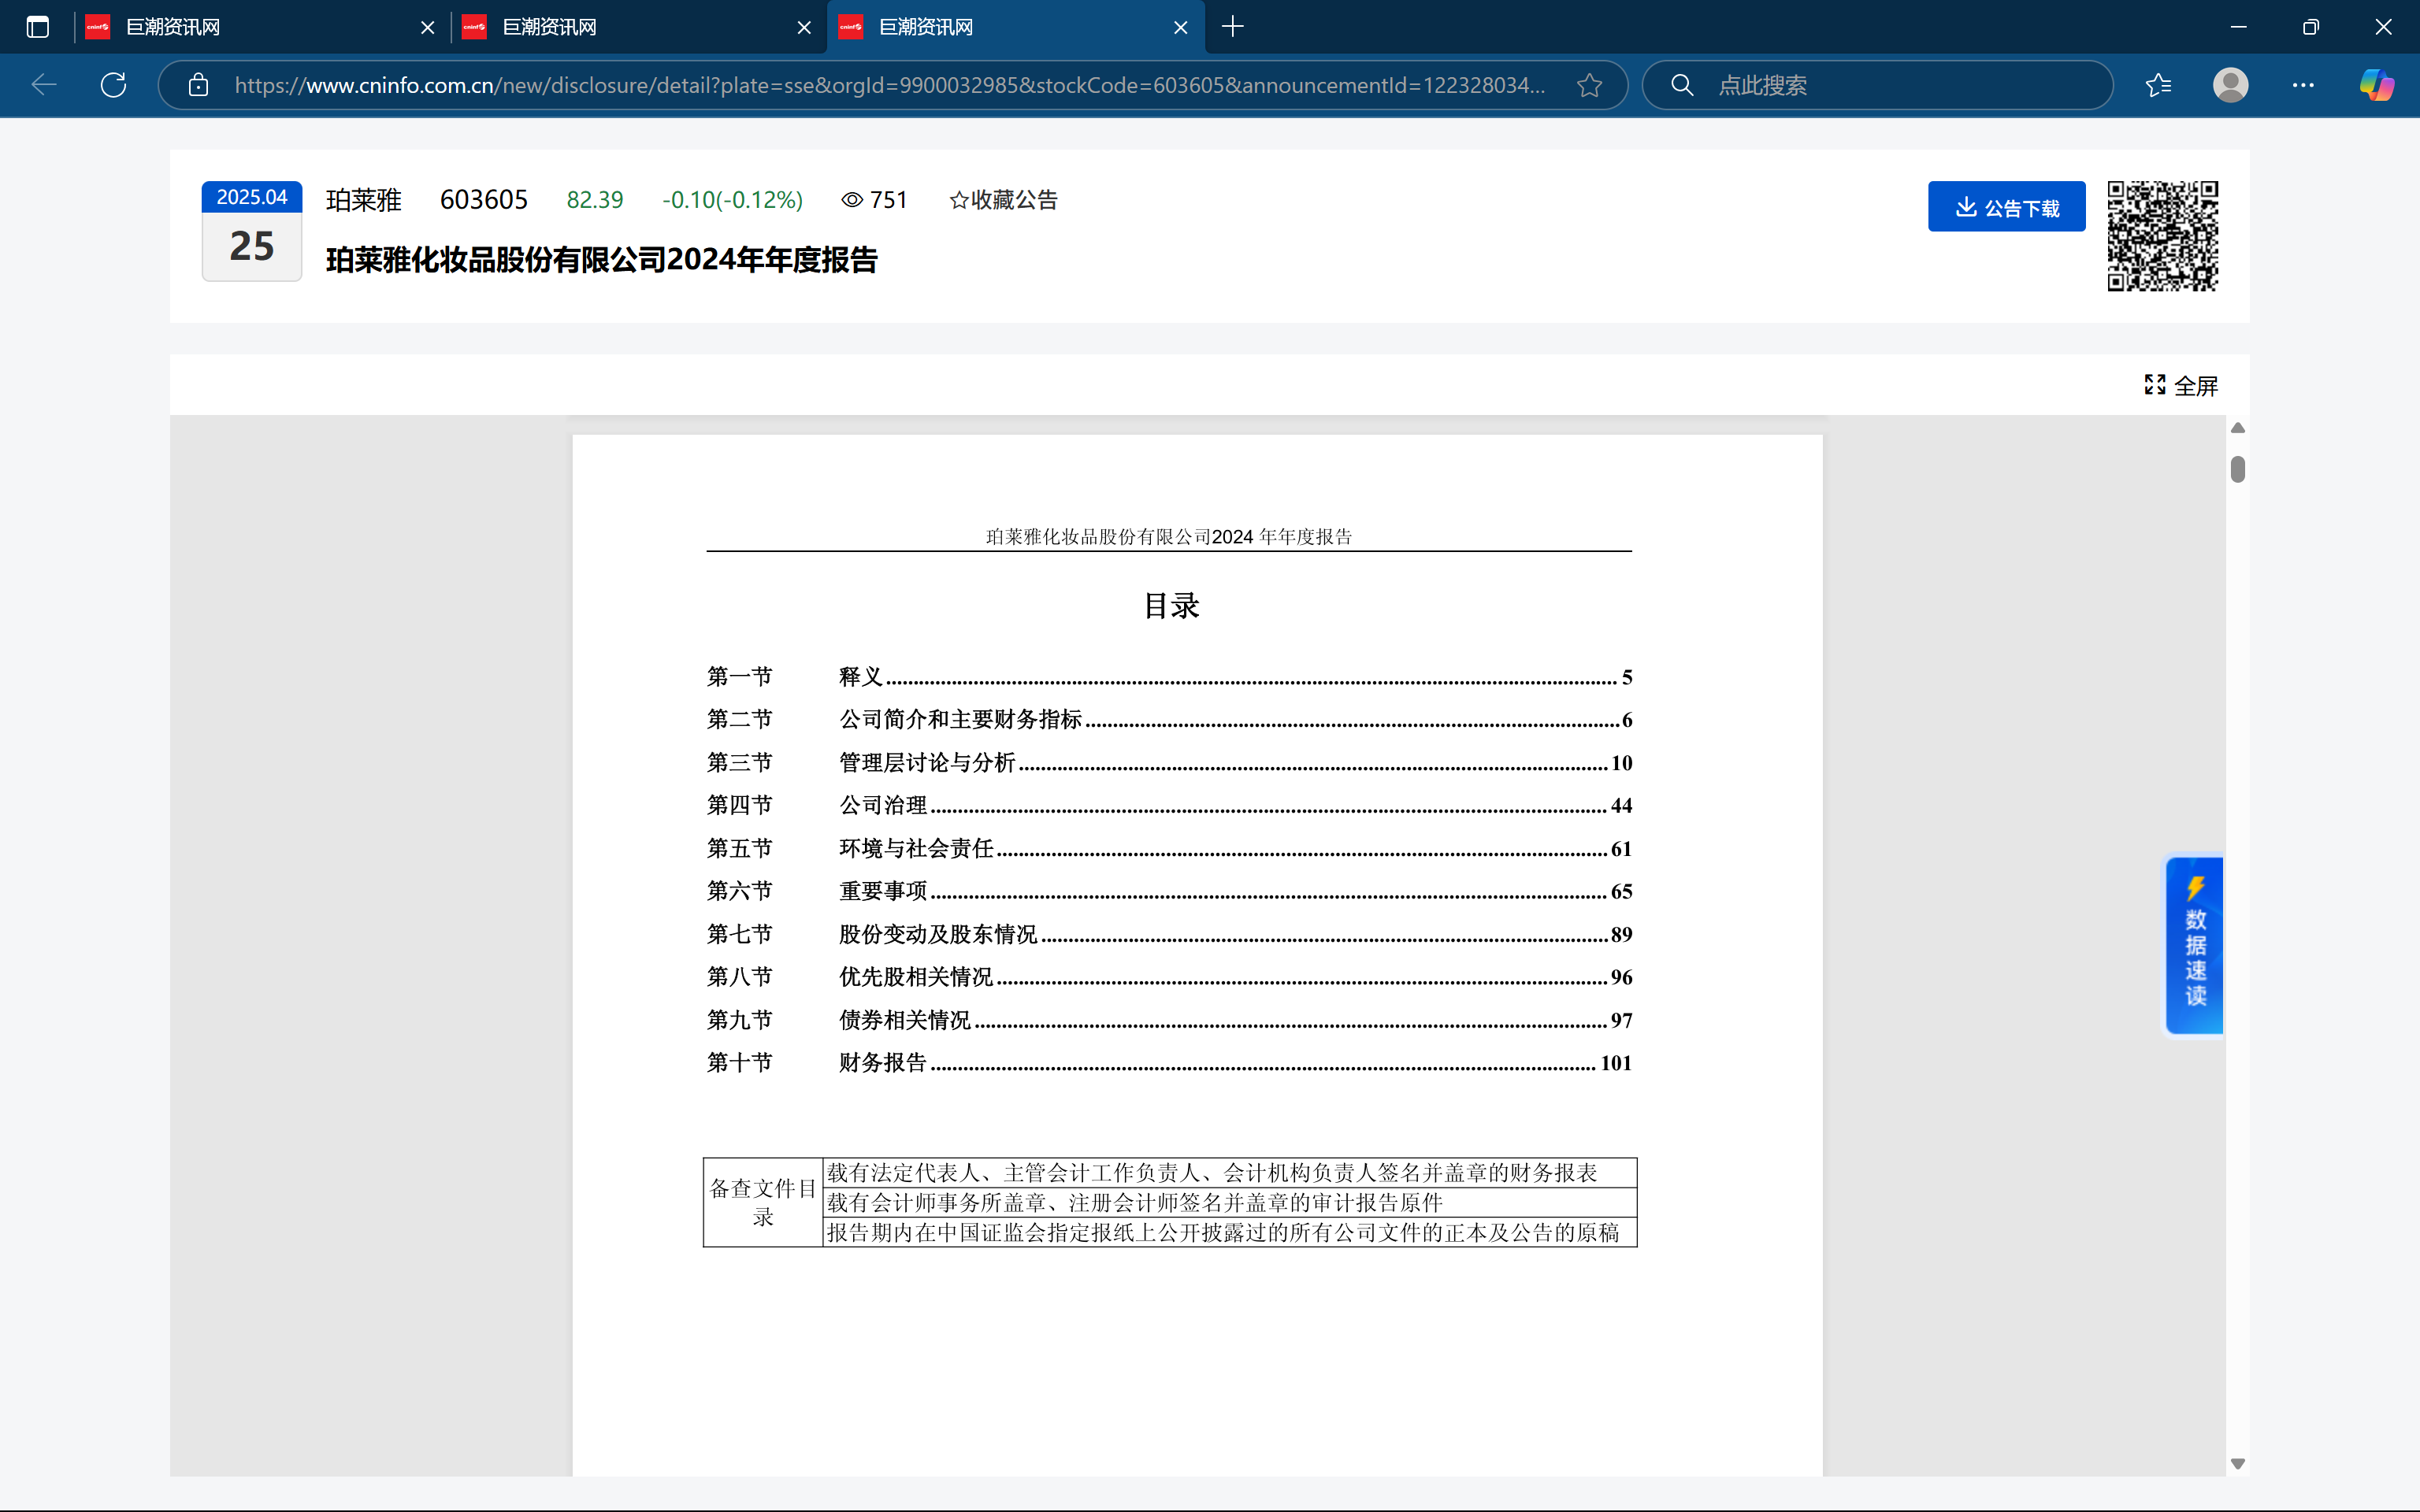 巨潮资讯网
巨潮资讯网
巨潮资讯网
https://www.cninfo.com.cn/new/disclosure/detail?plate=sse&orgId=9900032985&stockCode=603605&announcementId=122328034...
点此搜索
2025.04
25
珀莱雅 603605 82.39 -0.10(-0.12%) 751 ☆收藏公告
珀莱雅化妆品股份有限公司2024年年度报告
公告下载
全屏
珀莱雅化妆品股份有限公司2024 年年度报告
目录
第一节 释义 5
第二节 公司简介和主要财务指标 6
第三节 管理层讨论与分析 10
第四节 公司治理 44
第五节 环境与社会责任 61
第六节 重要事项 65
第七节 股份变动及股东情况 89
第八节 优先股相关情况 96
第九节 债券相关情况 97
第十节 财务报告 101
备查文件目录
载有法定代表人、主管会计工作负责人、会计机构负责人签名并盖章的财务报表
载有会计师事务所盖章、注册会计师签名并盖章的审计报告原件
报告期内在中国证监会指定报纸上公开披露过的所有公司文件的正本及公告的原稿
数据速读